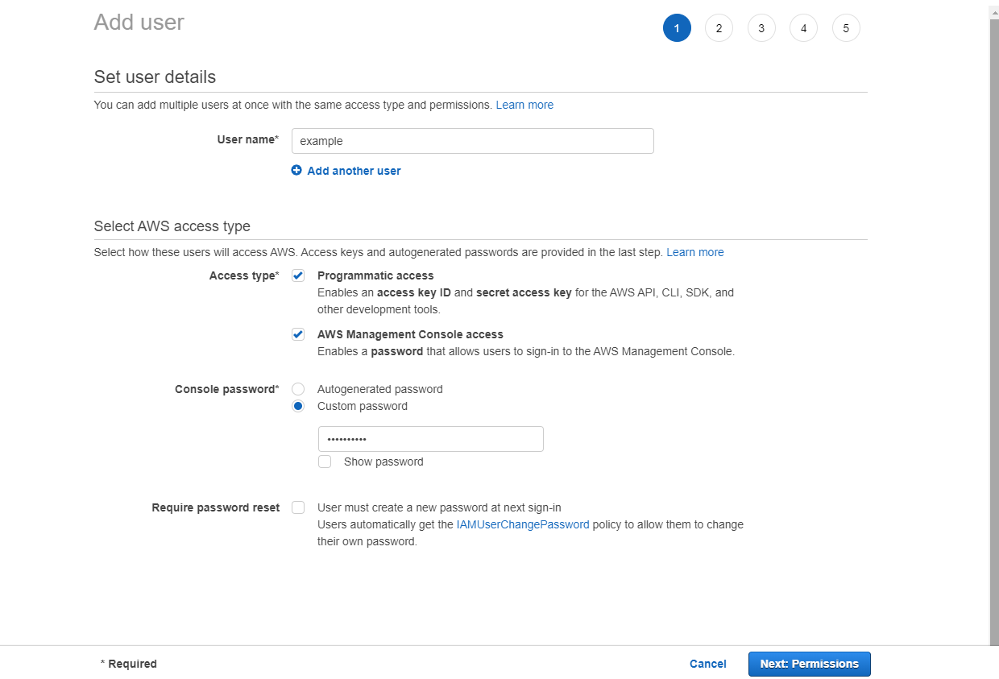 Add user
1 2 3 4 5
Set user details
You can add multiple users at once with the same access type and permissions. Learn more
User name* example
Add another user
Select AWS access type
Select how these users will access AWS. Access keys and autogenerated passwords are provided in the last step. Learn more
Access type* Programmatic access
Enables an access key ID and secret access key for the AWS API, CLI, SDK, and
other development tools.
AWS Management Console access
Enables a password that allows users to sign-in to the AWS Management Console.
Console password* Autogenerated password
Custom password
••••••••••
Show password
Require password reset User must create a new password at next sign-in
Users automatically get the IAMUserChangePassword policy to allow them to change
their own password.
* Required Cancel Next: Permissions